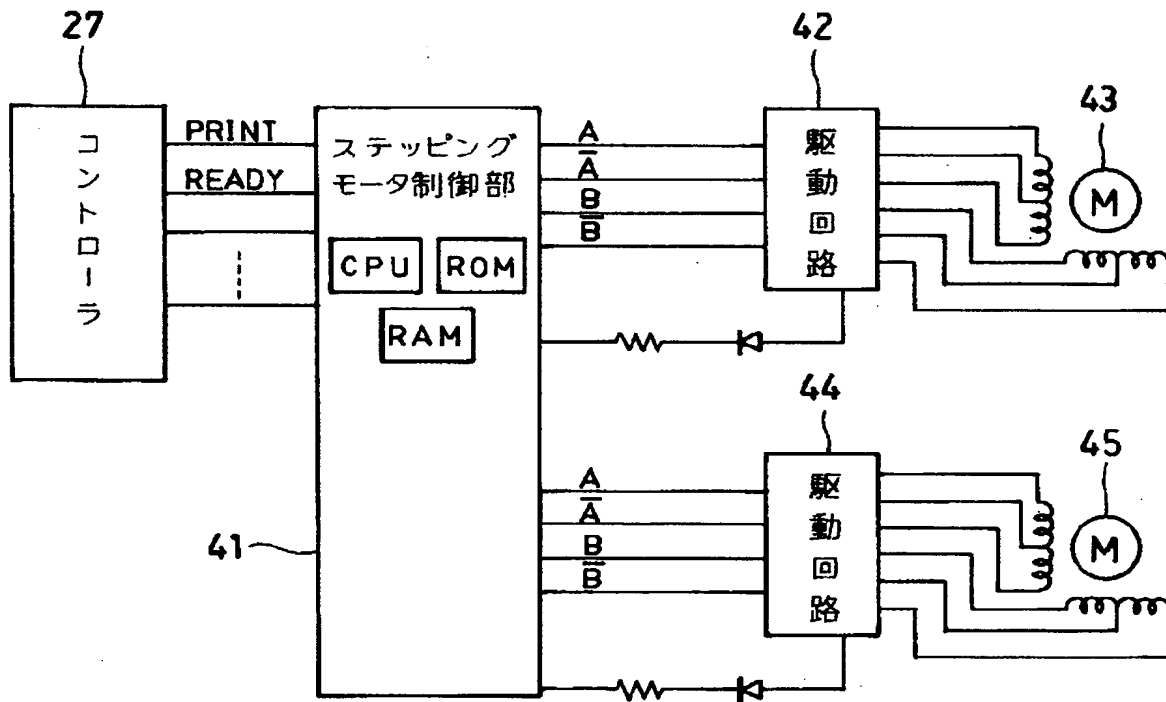 27
コントローラ
PRINT
READY
ステッピング
モータ制御部
CPU ROM
RAM
41
A
A̅
B
B̅
42
駆動回路
43
M
A
A̅
B
B̅
44
駆動回路
45
M